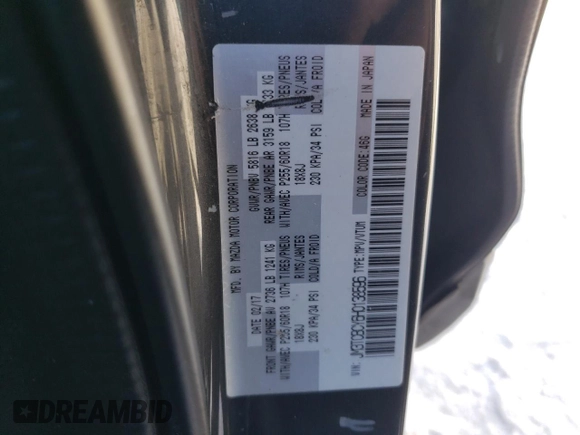 MFD. BY MAZDA MOTOR CORPORATION
DATE 02/17 GVWR/PNBV 5816 LB 2638 KG
FRONT GAWR/PNBE AV 2736 LB 1241 KG REAR GAWR/PNBE AR 3159 LB 33 KG
WITH/AVEC P255/60R18 107H TIRES/PNEUS WITH/AVEC P255/60R18 107H TIRES/PNEUS
18X8J RIMS/JANTES 18X8J RIMS/JANTES
230 KPA/34 PSI COLD/A FROID 230 KPA/34 PSI COLD/A FROID
VIN: TYPE:MPV/VTUM COLOR CODE:46G MADE IN JAPAN
DREAMBID